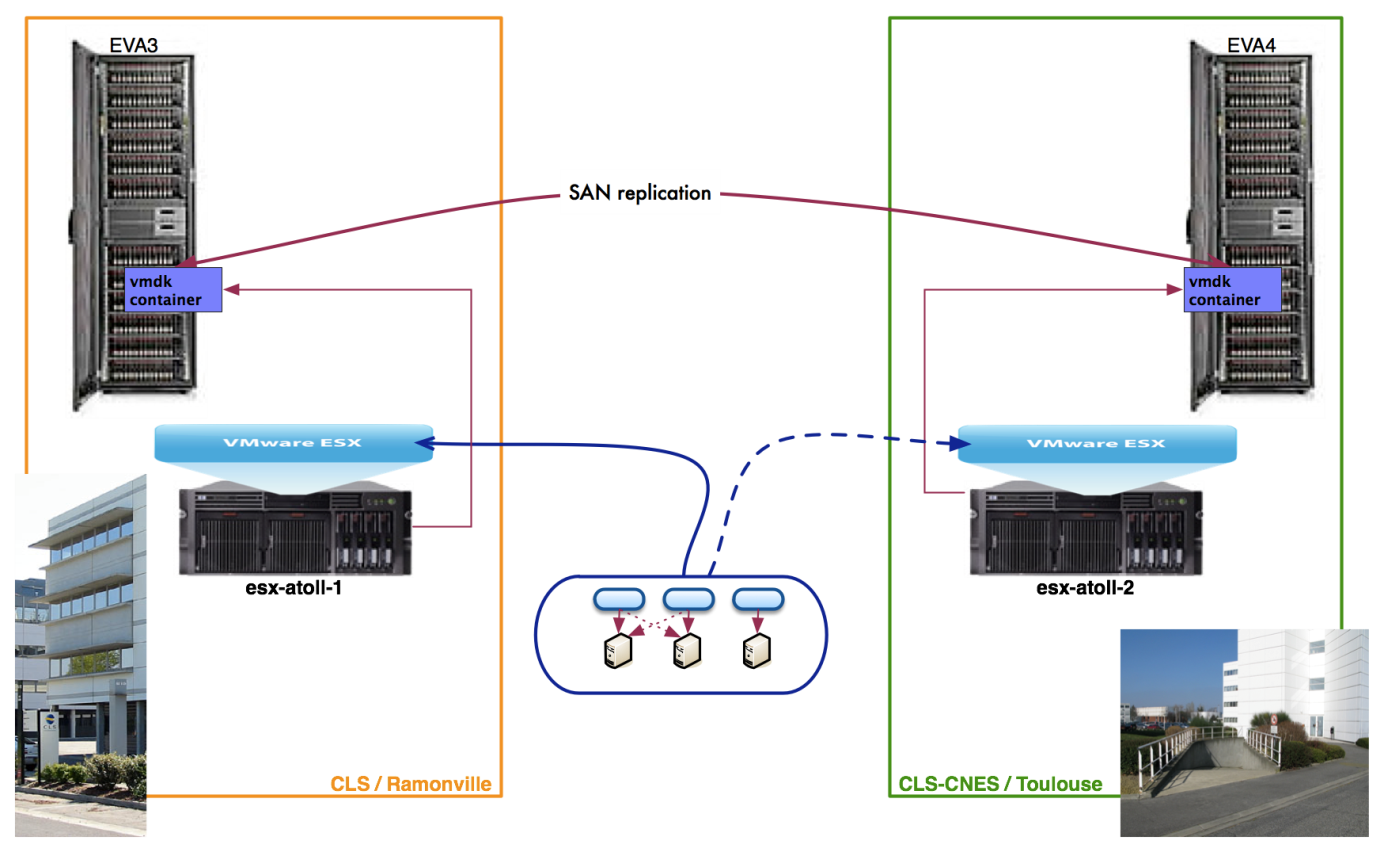 EVA3
EVA4
SAN replication
vmdk
container
vmdk
container
VMware ESX
VMware ESX
esx-atoll-1
esx-atoll-2
CLS
CLS / Ramonville
CLS-CNES / Toulouse